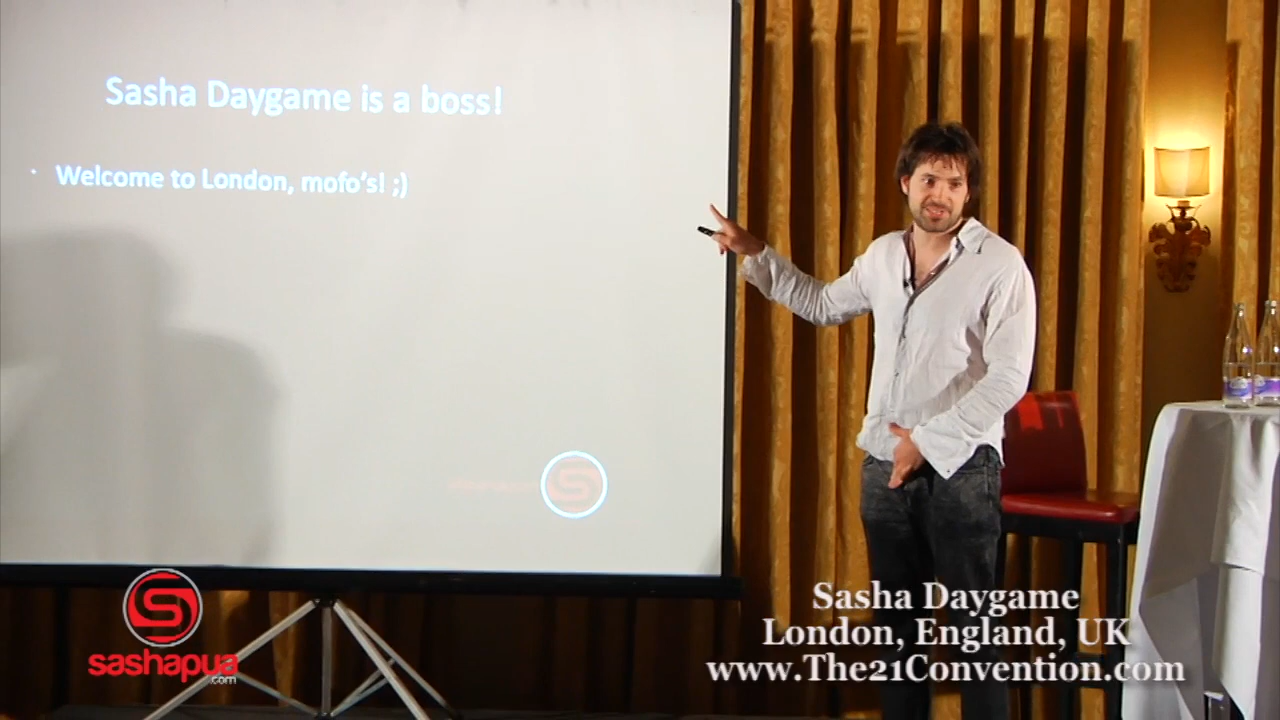 Sasha Daygame is a boss!
· Welcome to London, mofo's! ;)
S
S
sashapua
.com
Sasha Daygame
London, England, UK
www.The21Convention.com